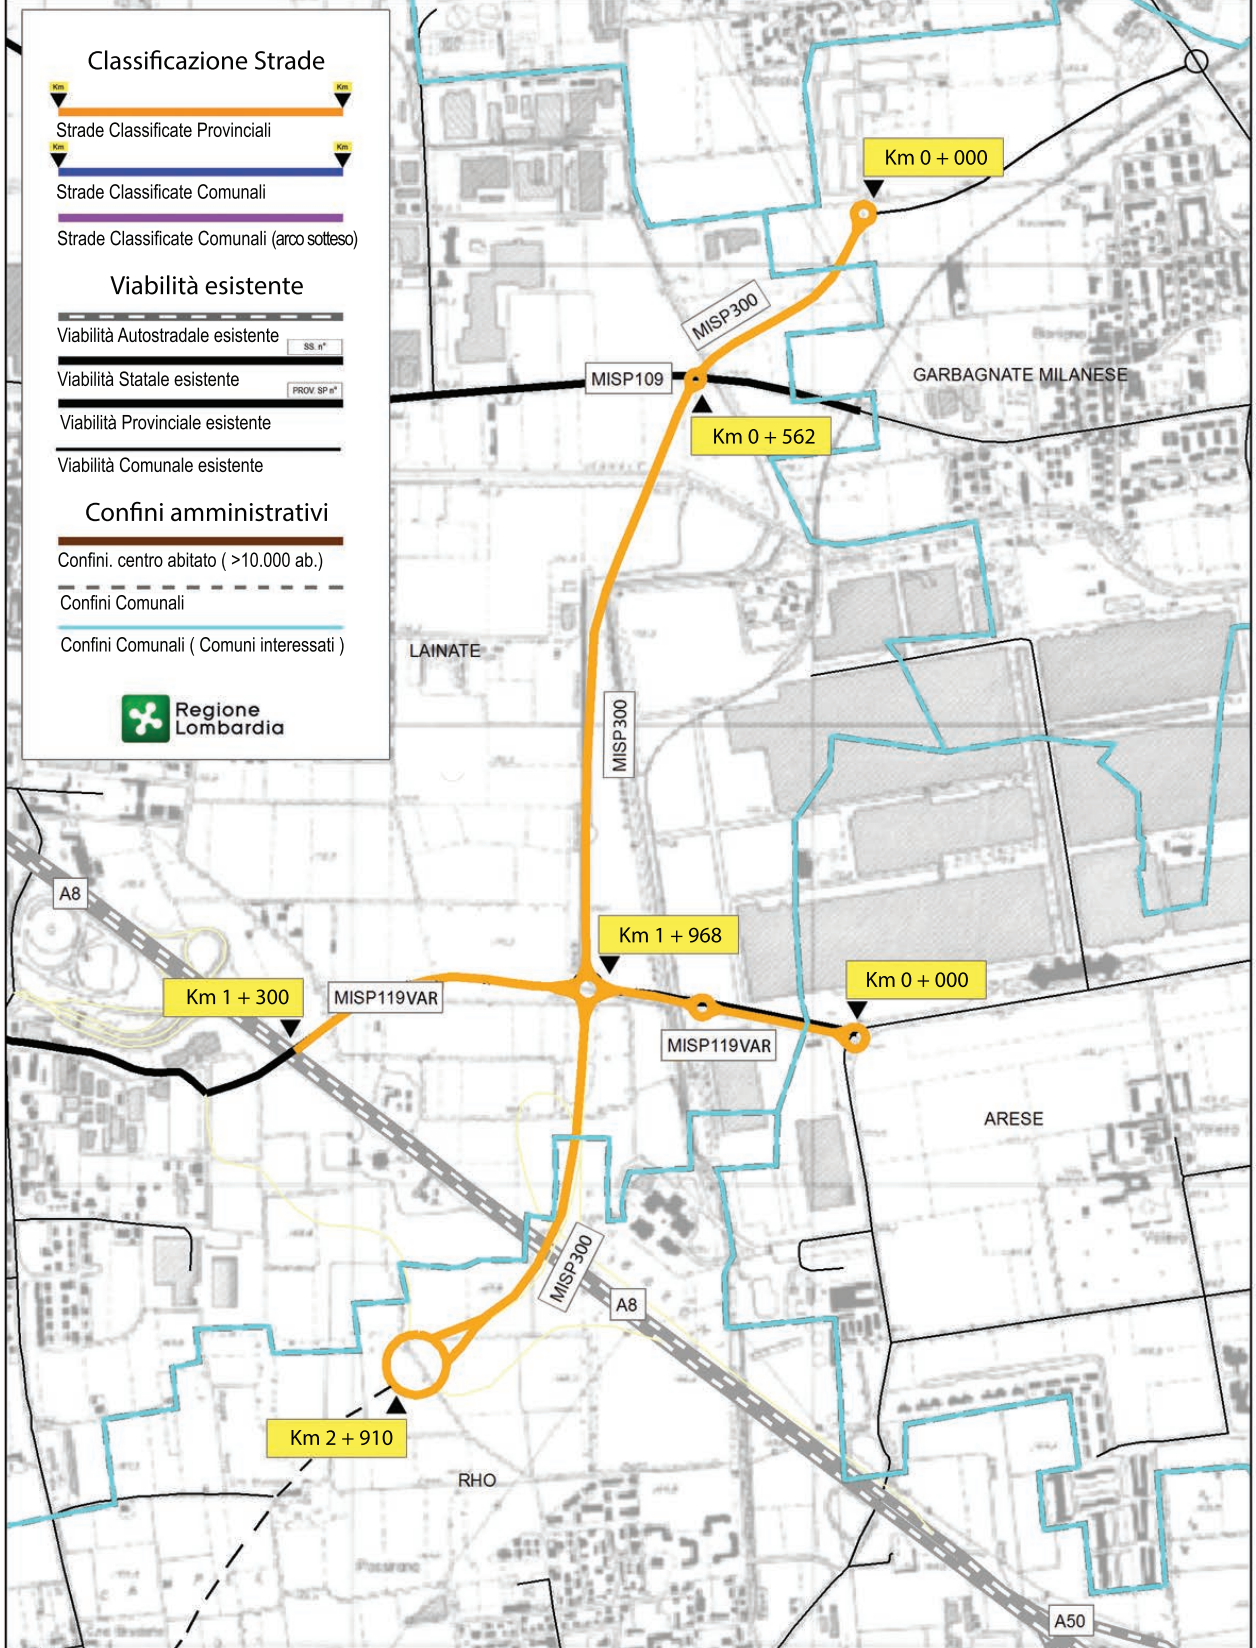 Classificazione Strade
Km
Km
Strade Classificate Provinciali
Km
Km
Strade Classificate Comunali
Strade Classificate Comunali (arco sotteso)
Viabilità esistente
Viabilità Autostradale esistente
SS. n°
Viabilità Statale esistente
PROV. SP n°
Viabilità Provinciale esistente
Viabilità Comunale esistente
Confini amministrativi
Confini. centro abitato ( >10.000 ab.)
Confini Comunali
Confini Comunali ( Comuni interessati )
Regione
Lombardia
Km 0 + 000
MISP300
MISP109
GARBAGNATE MILANESE
Km 0 + 562
LAINATE
MISP300
A8
Km 1 + 968
Km 0 + 000
Km 1 + 300
MISP119VAR
MISP119VAR
ARESE
Valera
Valera
MISP300
A8
Km 2 + 910
RHO
Passirana
A50